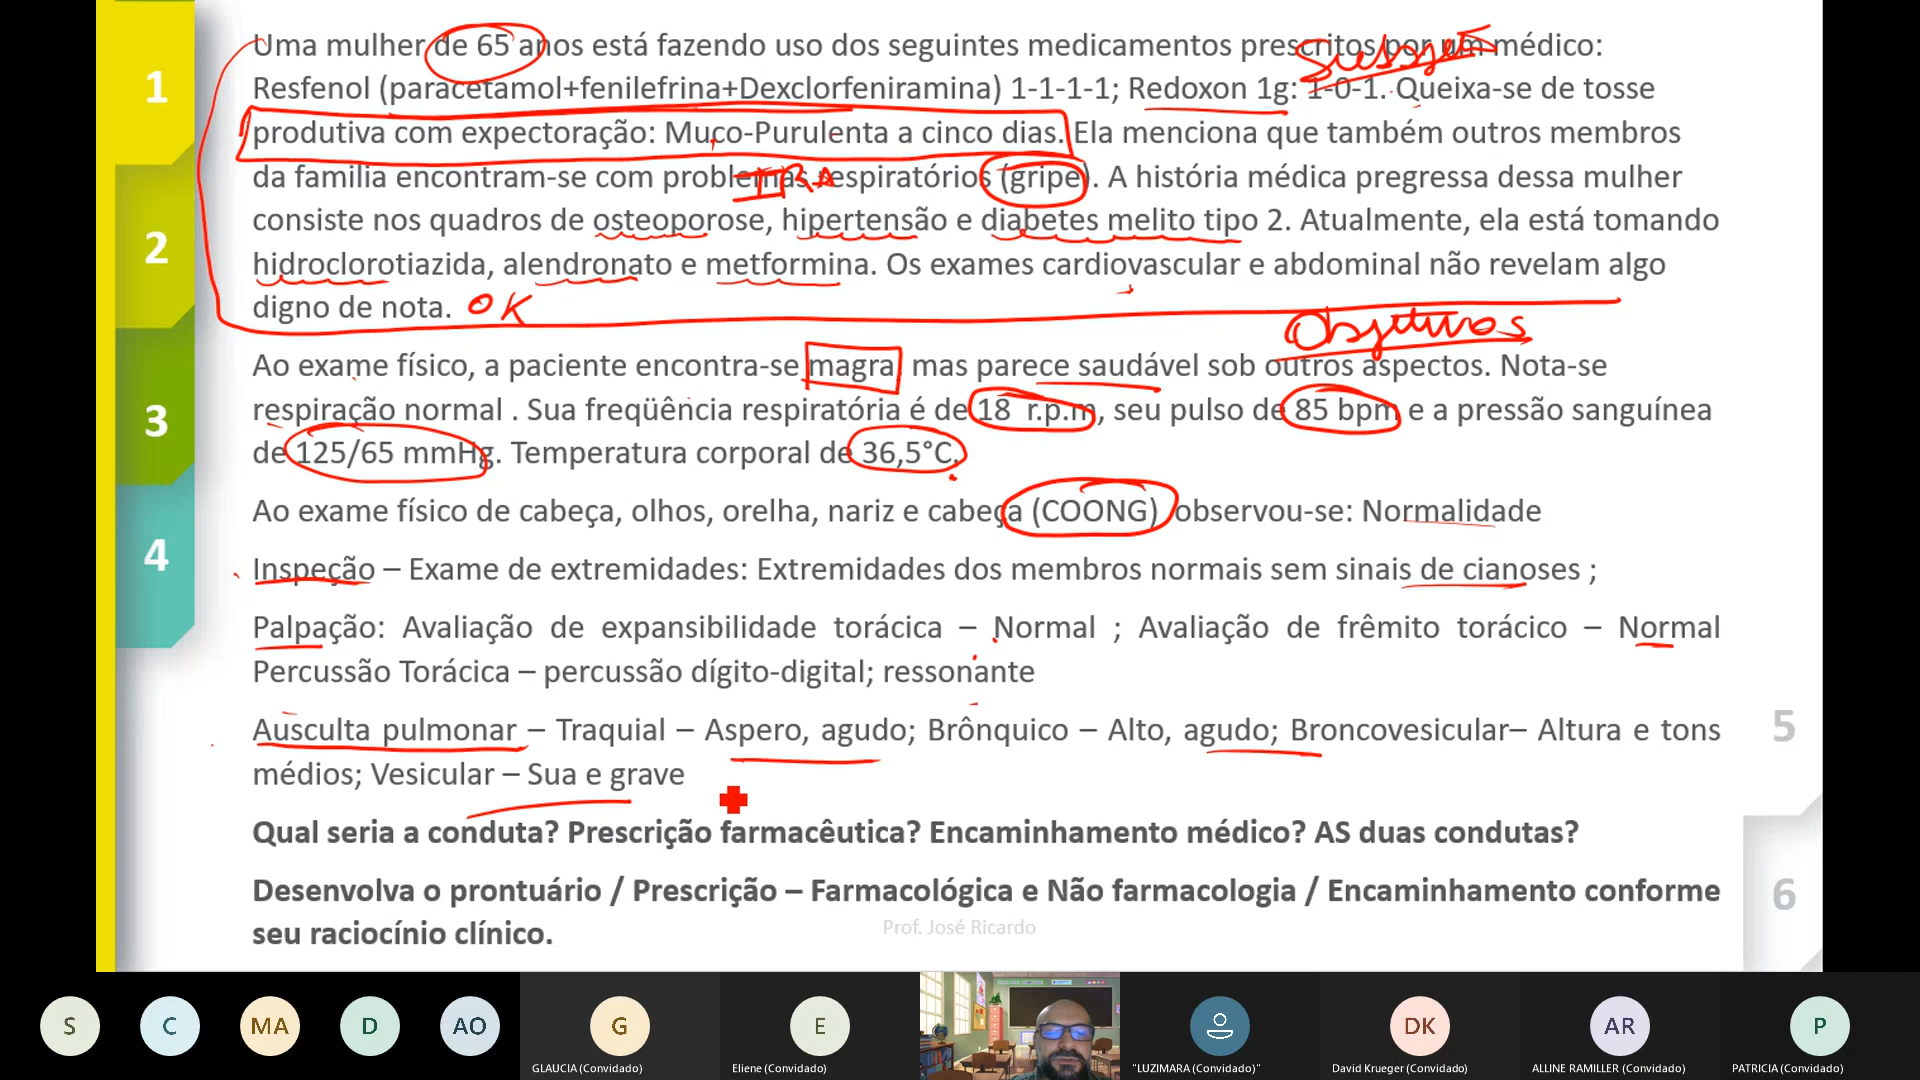 1
Uma mulher de 65 anos está fazendo uso dos seguintes medicamentos prescritos por um médico:
Resfenol (paracetamol+fenilefrina+Dexclorfeniramina) 1-1-1-1; Redoxon 1g: 1-0-1. Queixa-se de tosse
produtiva com expectoração: Muco-Purulenta a cinco dias. Ela menciona que também outros membros
da familia encontram-se com problemas respiratórios (gripe). A história médica pregressa dessa mulher
IRA
2
consiste nos quadros de osteoporose, hipertensão e diabetes melito tipo 2. Atualmente, ela está tomando
hidroclorotiazida, alendronato e metformina. Os exames cardiovascular e abdominal não revelam algo
digno de nota. OK
Objetivos
3
Ao exame físico, a paciente encontra-se magra mas parece saudável sob outros aspectos. Nota-se
respiração normal . Sua freqüência respiratória é de 18 r.p.m, seu pulso de 85 bpm e a pressão sanguínea
de 125/65 mmHg. Temperatura corporal de 36,5°C.
4
Ao exame físico de cabeça, olhos, orelha, nariz e cabeça (COONG) observou-se: Normalidade
Inspeção – Exame de extremidades: Extremidades dos membros normais sem sinais de cianoses ;
Palpação: Avaliação de expansibilidade torácica – Normal ; Avaliação de frêmito torácico – Normal
Percussão Torácica – percussão dígito-digital; ressonante
Ausculta pulmonar – Traquial – Aspero, agudo; Brônquico – Alto, agudo; Broncovesicular– Altura e tons
médios; Vesicular – Sua e grave
5
Qual seria a conduta? Prescrição farmacêutica? Encaminhamento médico? AS duas condutas?
Desenvolva o prontuário / Prescrição – Farmacológica e Não farmacologia / Encaminhamento conforme
seu raciocínio clínico.
6
Prof. José Ricardo
S C MA D AO G E DK AR P
GLAUCIA (Convidado) Eliene (Convidado) "LUZIMARA (Convidado)" David Krueger (Convidado) ALLINE RAMILLER (Convidado) PATRICIA (Convidado)